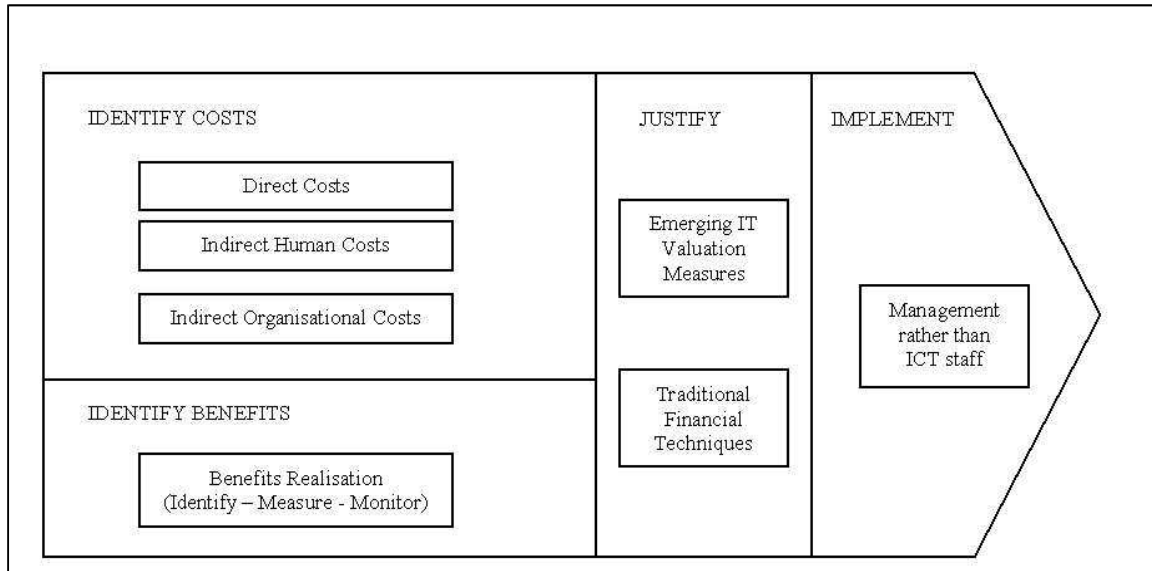 IDENTIFY COSTS
Direct Costs
Indirect Human Costs
Indirect Organisational Costs
IDENTIFY BENEFITS
Benefits Realisation
(Identify – Measure - Monitor)
JUSTIFY
Emerging IT
Valuation
Measures
Traditional
Financial
Techniques
IMPLEMENT
Management
rather than
ICT staff